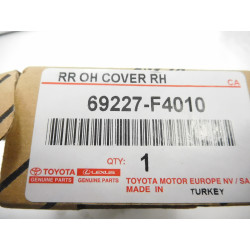 RR OH COVER RH
CA
69227-F4010
QTY: 1
TOYOTA LEXUS TOYOTA MOTOR EUROPE NV / SA
GENUINE PARTS GENUINE PARTS MADE IN TURKEY